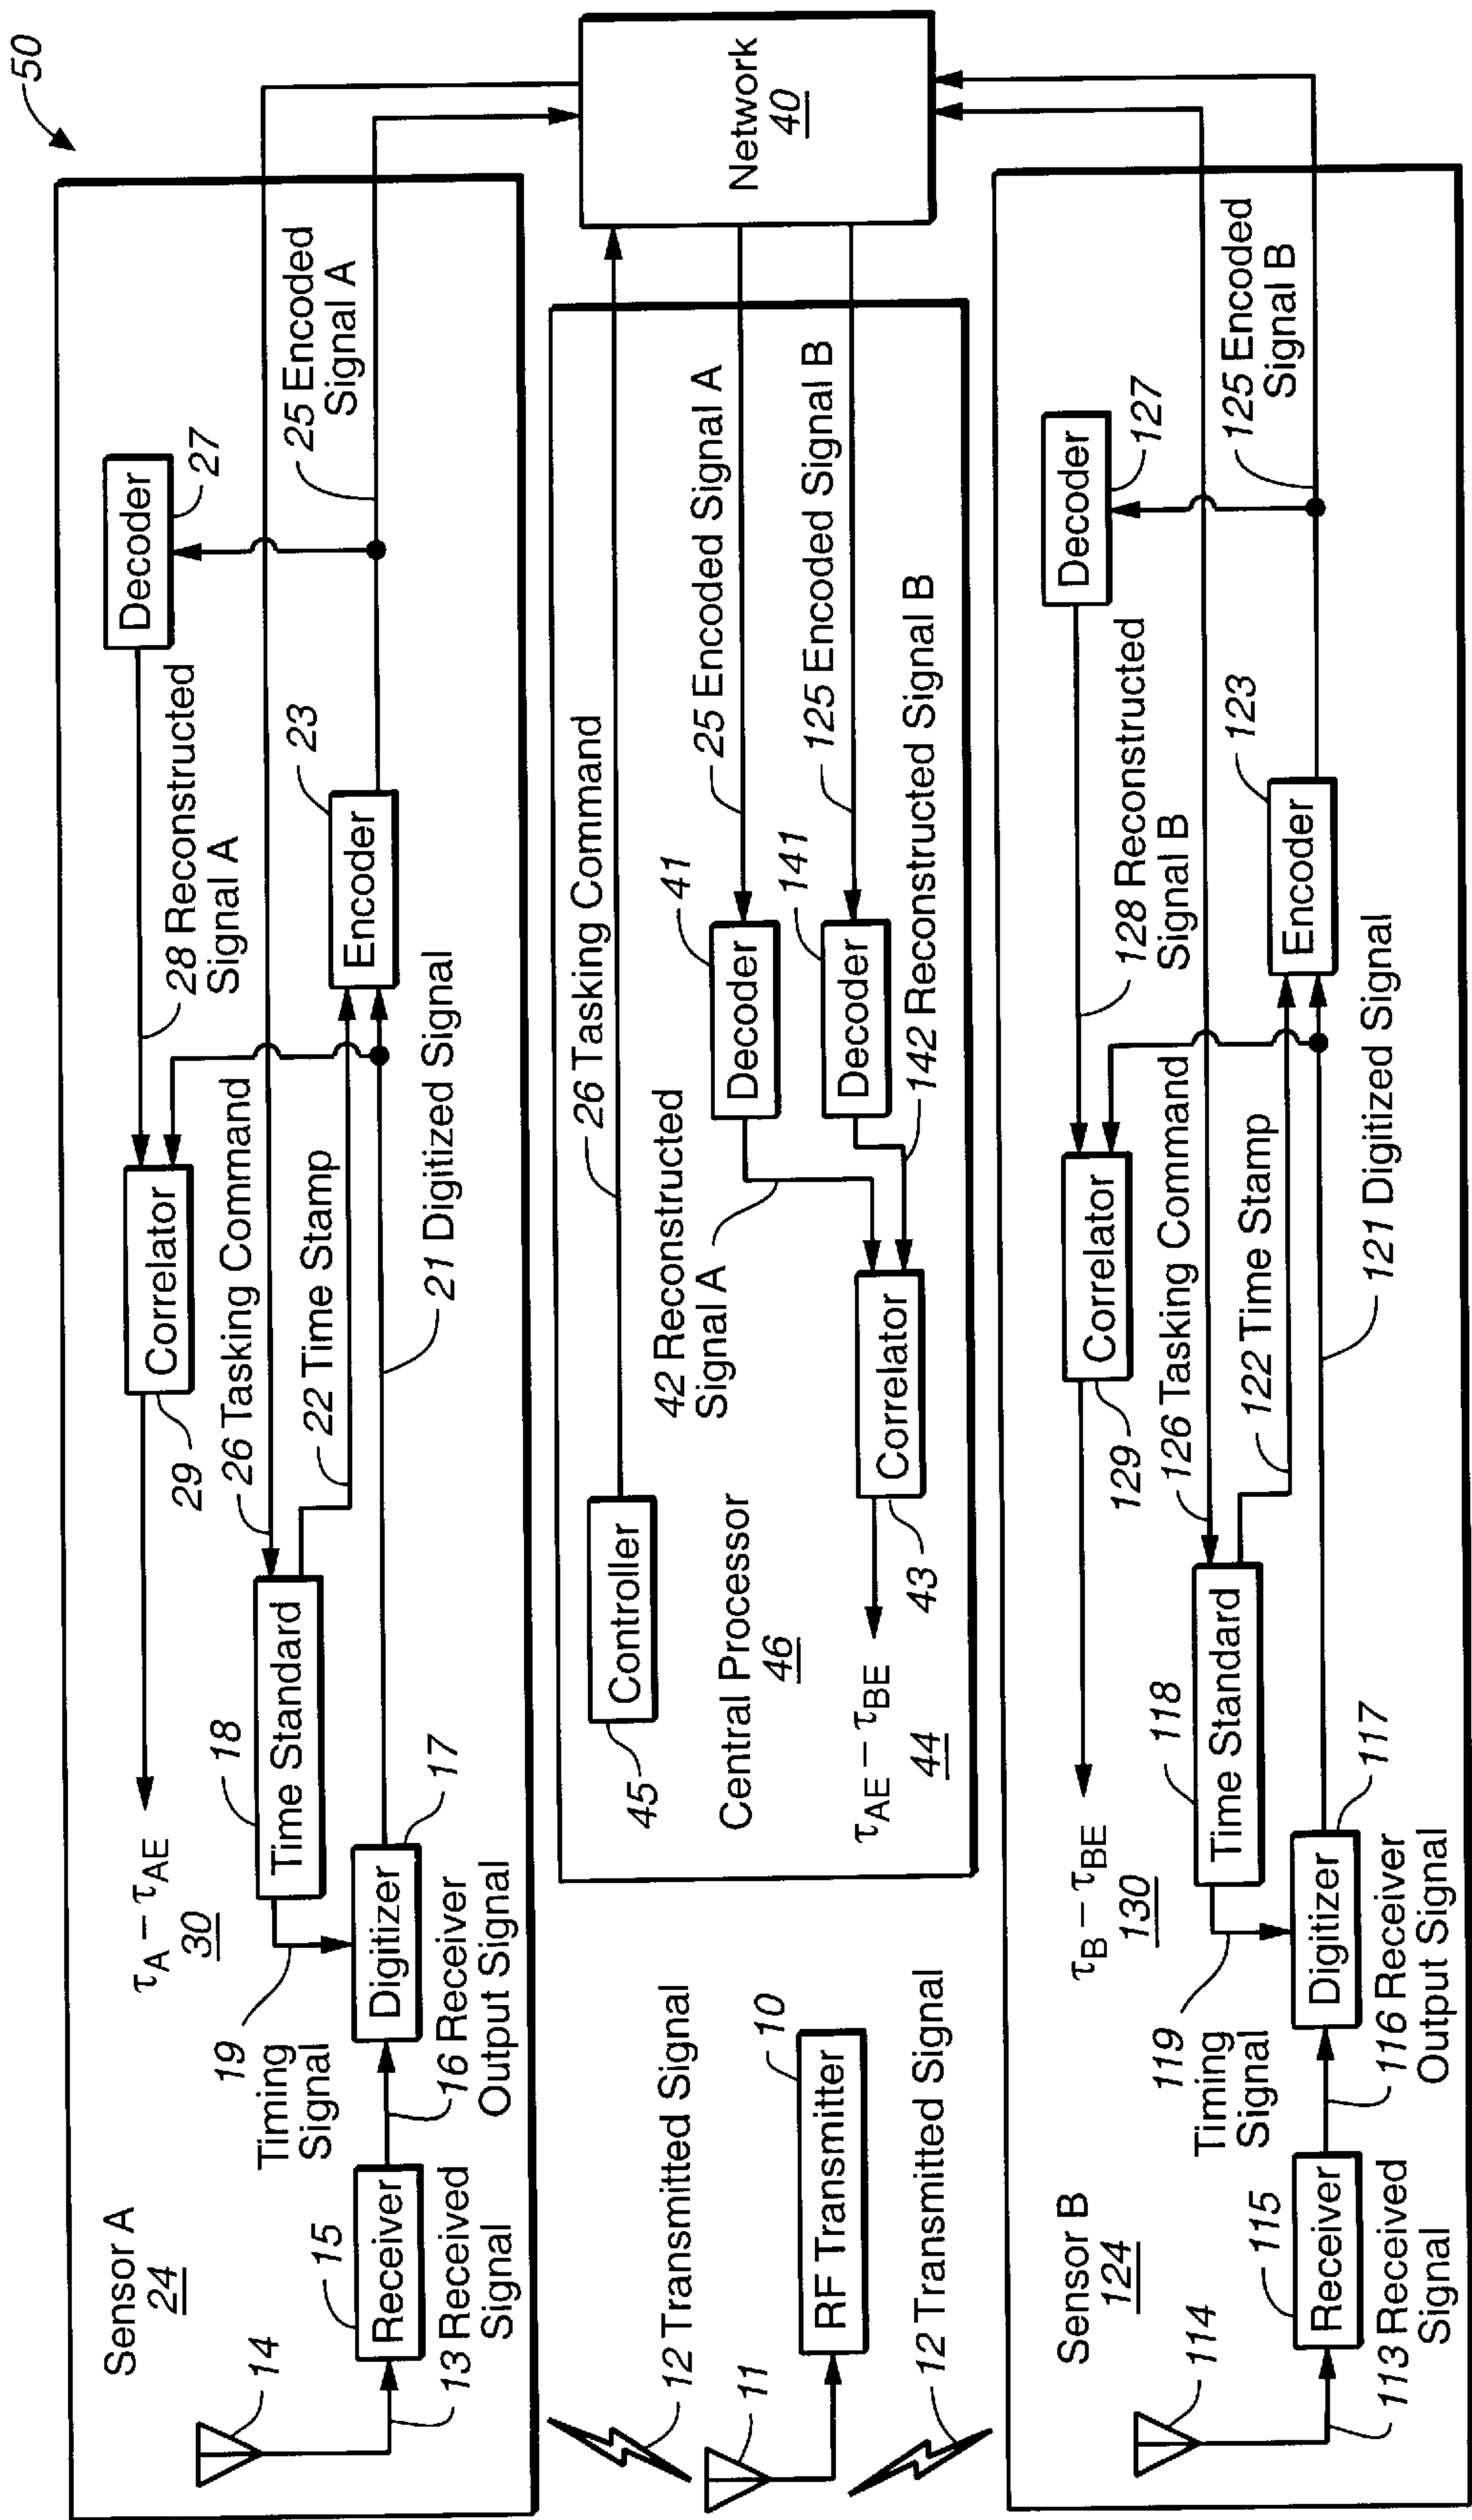 50
Sensor A
24
14
15
Receiver
13 Received
Signal
19
Timing
Signal
16 Receiver
Output Signal
τA – τAE
30
18
Time Standard
Digitizer
17
29
Correlator
26 Tasking Command
22 Time Stamp
21 Digitized Signal
28 Reconstructed
Signal A
23
Encoder
Decoder
27
25 Encoded
Signal A
12 Transmitted Signal
11
10
RF Transmitter
12 Transmitted Signal
45
Controller
Central Processor
46
τAE – τBE
44
43
Correlator
26 Tasking Command
42 Reconstructed
Signal A
41
Decoder
141
Decoder
142 Reconstructed Signal B
25 Encoded Signal A
125 Encoded Signal B
Network
40
Sensor B
124
114
115
Receiver
113 Received
Signal
119
Timing
Signal
116 Receiver
Output Signal
τB – τBE
130
118
Time Standard
Digitizer
117
129
Correlator
126 Tasking Command
122 Time Stamp
121 Digitized Signal
128 Reconstructed
Signal B
123
Encoder
Decoder
127
125 Encoded
Signal B